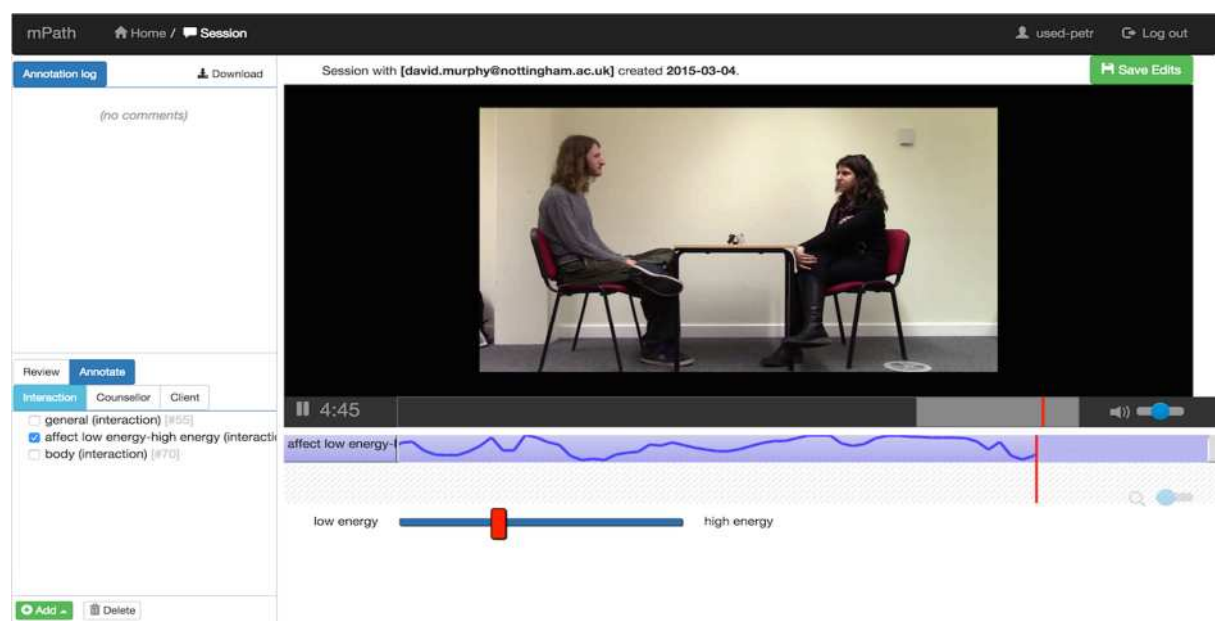 mPath Home / Session used-petr Log out
Annotation log Download Session with [david.murphy@nottingham.ac.uk] created 2015-03-04. Save Edits
(no comments)
Review Annotate
Interaction Counsellor Client
general (interaction) [#55]
affect low energy-high energy (interacti
body (interaction) [#70]
4:45
affect low energy-l
low energy high energy
Add Delete